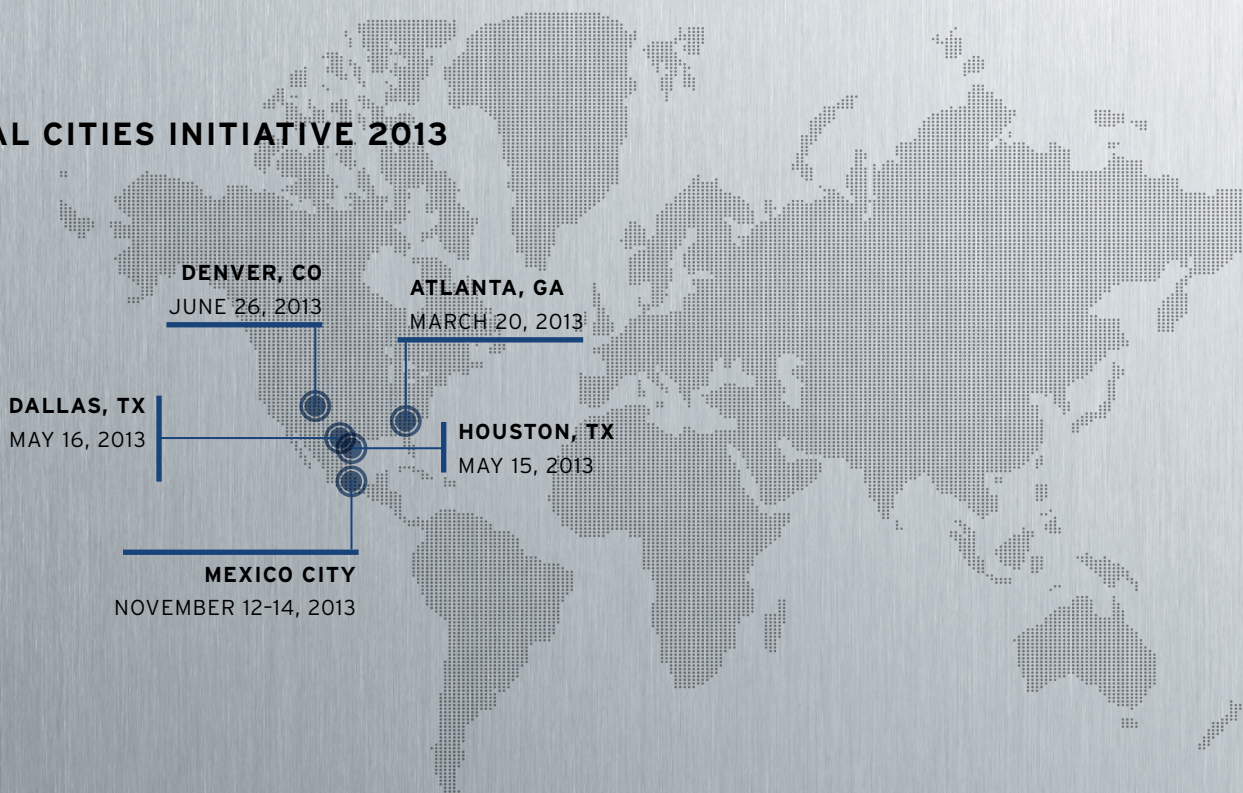 AL CITIES INITIATIVE 2013
DENVER, CO
JUNE 26, 2013
ATLANTA, GA
MARCH 20, 2013
DALLAS, TX
MAY 16, 2013
HOUSTON, TX
MAY 15, 2013
MEXICO CITY
NOVEMBER 12–14, 2013